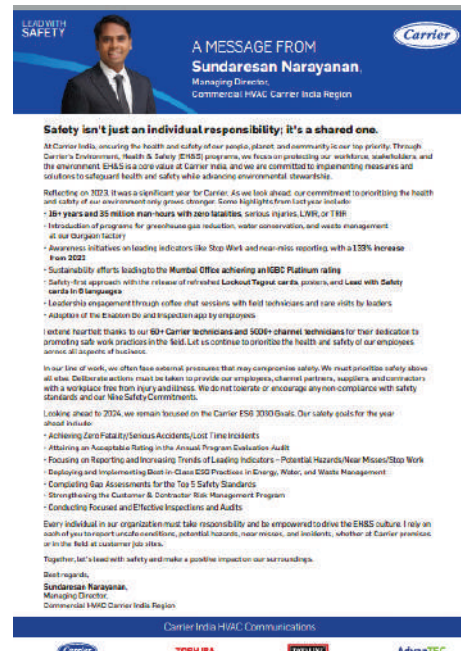 LEAD WITH
SAFETY
Carrier
A MESSAGE FROM
Sundaresan Narayanan,
Managing Director,
Commercial HVAC Carrier India Region
Safety isn't just an individual responsibility; it's a shared one.
At Carrier India, ensuring the health and safety of our people, planet, and community is our top priority. Through
Carrier's Environment, Health & Safety (EH&S) programs, we focus on protecting our workforce, stakeholders, and
the environment. EH&S is a core value at Carrier India, and we are committed to implementing measures and
solutions to safeguard health and safety while advancing environmental stewardship.
Reflecting on 2023, it was a significant year for Carrier. As we look ahead, our commitment to prioritizing the health
and safety of our environment only grows stronger. Some highlights from last year include:
• 16+ years and 35 million man-hours with zero fatalities, serious injuries, LWIR, or TRIR
• Introduction of programs for greenhouse gas reduction, water conservation, and waste management
at our Gurgaon factory
• Awareness initiatives on leading indicators like Stop Work and near-miss reporting, with a 133% increase
from 2022
• Sustainability efforts leading to the Mumbai Office achieving an IGBC Platinum rating
• Safety-first approach with the release of refreshed Lockout Tagout cards, posters, and Lead with Safety
cards in 8 languages
• Leadership engagement through coffee chat sessions with field technicians and care visits by leaders
• Adoption of the Enablon Go and Inspection app by employees
I extend heartfelt thanks to our 60+ Carrier technicians and 5000+ channel technicians for their dedication to
promoting safe work practices in the field. Let us continue to prioritize the health and safety of our employees
across all aspects of business.
In our line of work, we often face external pressures that may compromise safety. We must prioritize safety above
all else. Deliberate actions must be taken to provide our employees, channel partners, suppliers, and contractors
with a workplace free from injury and illness. We do not tolerate or encourage any non-compliance with safety
standards and our Nine Safety Commitments.
Looking ahead to 2024, we remain focused on the Carrier ESG 2030 Goals. Our safety goals for the year
ahead include:
• Achieving Zero Fatality/Serious Accidents/Lost Time Incidents
• Attaining an Acceptable Rating in the Annual Program Evaluation Audit
• Focusing on Reporting and Increasing Trends of Leading Indicators – Potential Hazards/Near Misses/Stop Work
• Deploying and Implementing Best-in-Class ESG Practices in Energy, Water, and Waste Management
• Completing Gap Assessments for the Top 5 Safety Standards
• Strengthening the Customer & Contractor Risk Management Program
• Conducting Focused and Effective Inspections and Audits
Every individual in our organization must take responsibility and be empowered to drive the EH&S culture. I rely on
each of you to report unsafe conditions, potential hazards, near misses, and incidents, whether at Carrier premises
or in the field at customer job sites.
Together, let's lead with safety and make a positive impact on our surroundings.
Best regards,
Sundaresan Narayanan,
Managing Director,
Commercial HVAC Carrier India Region
Carrier India HVAC Communications
Carrier
TOSHIBA